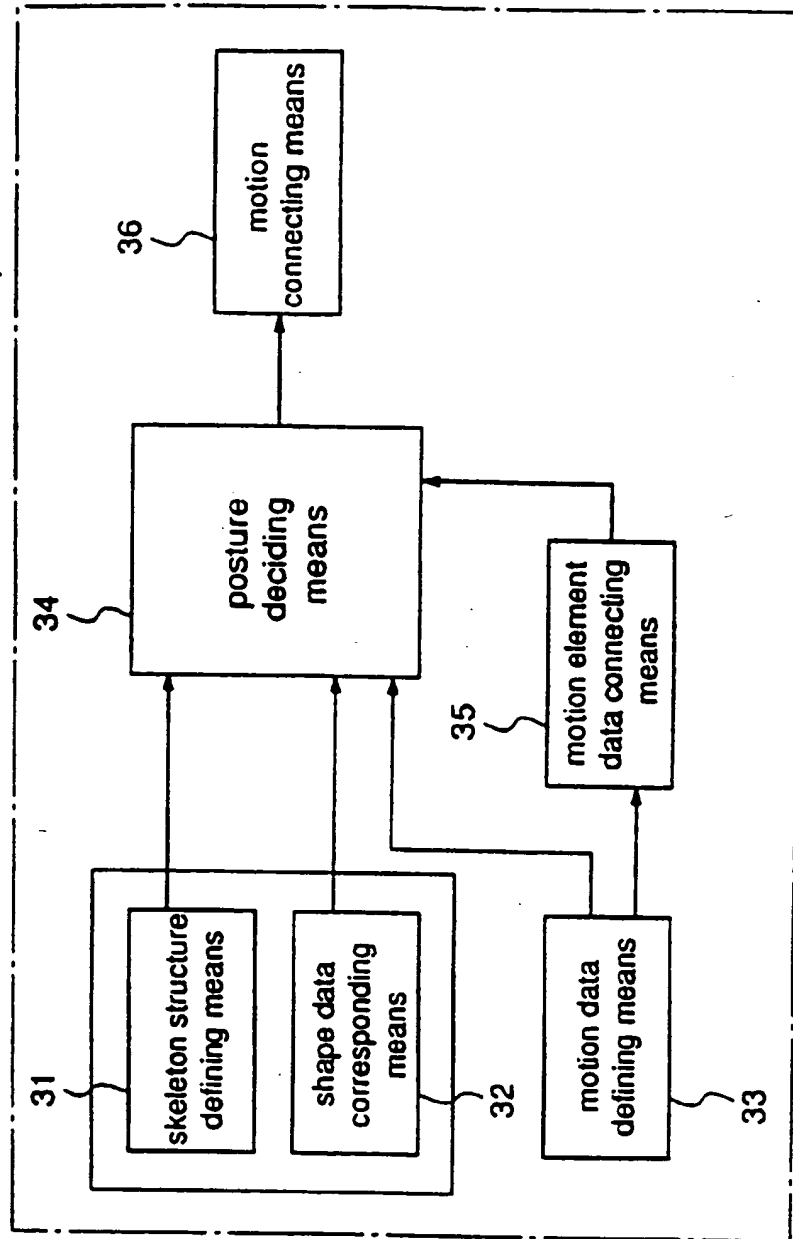 31
skeleton structure
defining means
shape data
corresponding
means
32
motion data
defining means
33
34
posture
deciding
means
35
motion element
data connecting
means
36
motion
connecting means